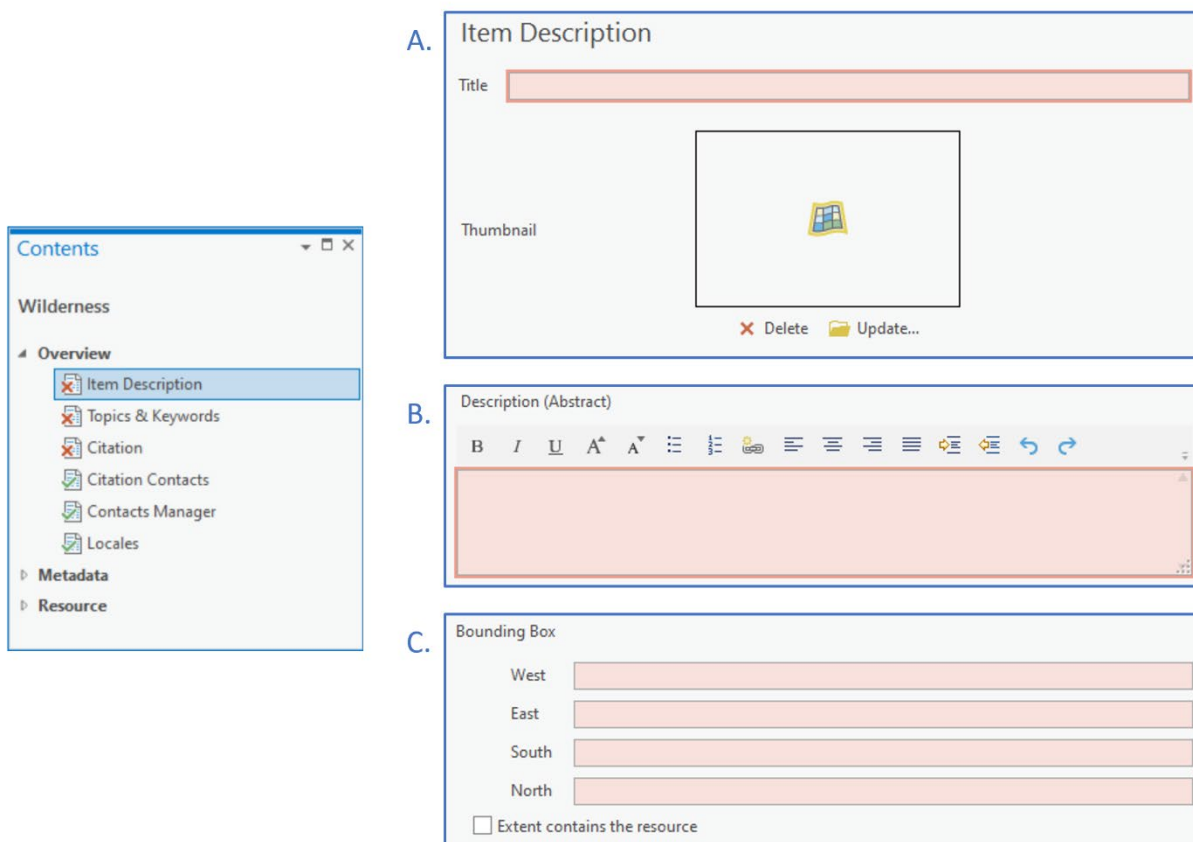 Contents
Wilderness
Overview
Item Description
Topics & Keywords
Citation
Citation Contacts
Contacts Manager
Locales
Metadata
Resource
A.
Item Description
Title
Thumbnail
Delete Update...
B.
Description (Abstract)
B I U A A
C.
Bounding Box
West
East
South
North
Extent contains the resource